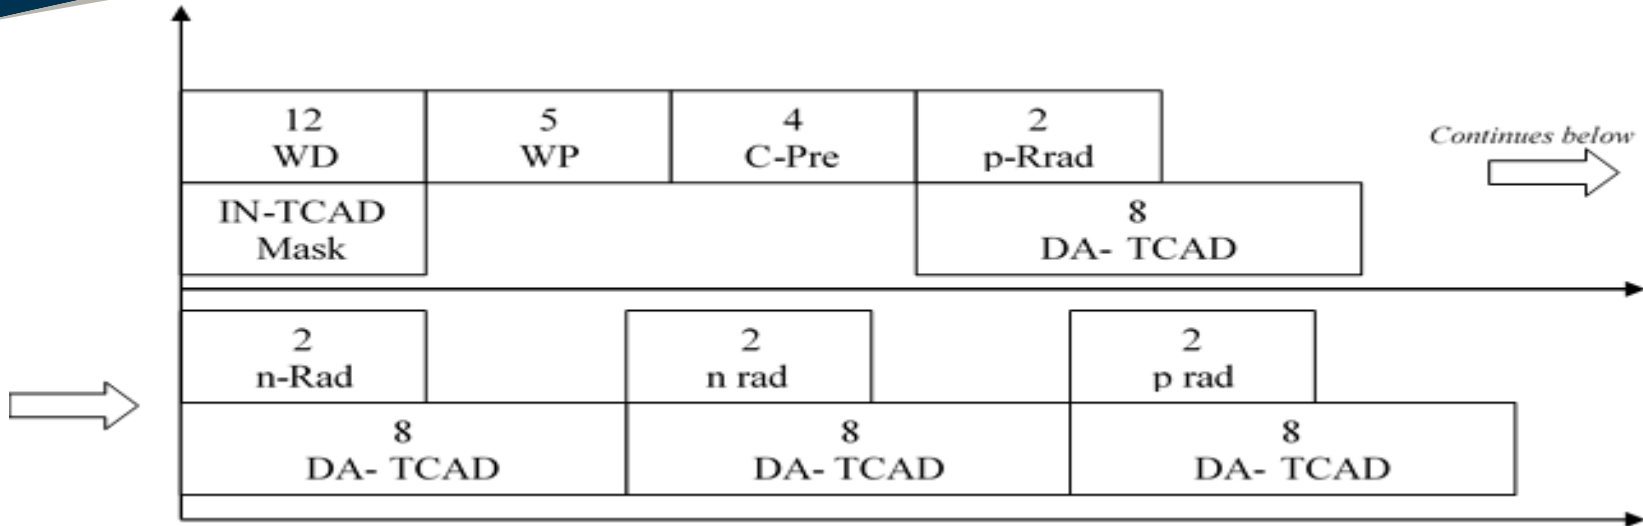 12
WD
5
WP
4
C-Pre
2
p-Rrad
Continues below
IN-TCAD
Mask
8
DA- TCAD
2
n-Rad
2
n rad
2
p rad
8
DA- TCAD
8
DA- TCAD
8
DA- TCAD